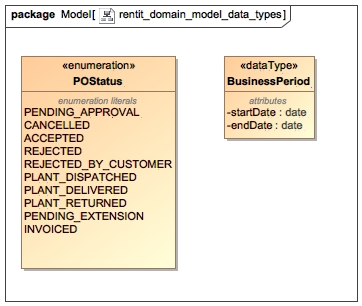 package Model[ rentit_domain_model_data_types]
«enumeration»
POStatus
enumeration literals
PENDING_APPROVAL
CANCELLED
ACCEPTED
REJECTED
REJECTED_BY_CUSTOMER
PLANT_DISPATCHED
PLANT_DELIVERED
PLANT_RETURNED
PENDING_EXTENSION
INVOICED
«dataType»
BusinessPeriod
attributes
-startDate : date
-endDate : date